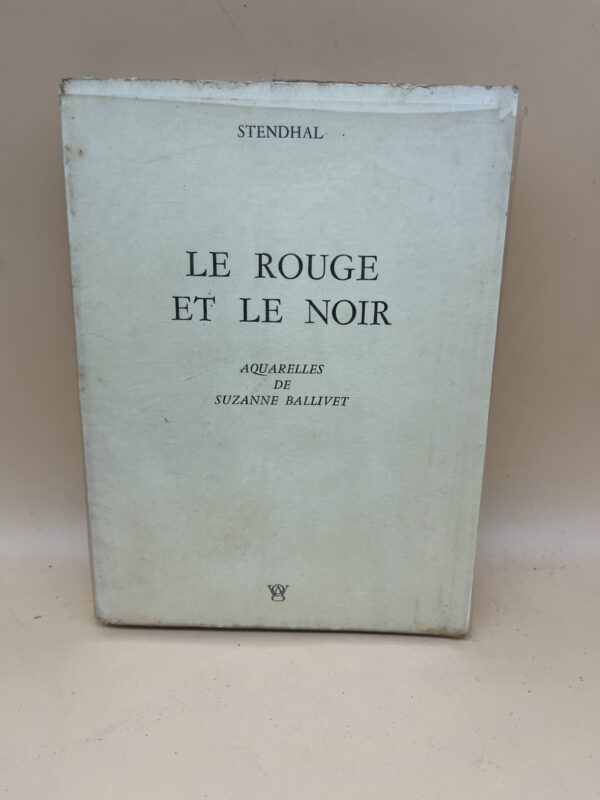 STENDHAL
LE ROUGE
ET LE NOIR
AQUARELLES
DE
SUZANNE BALLIVET